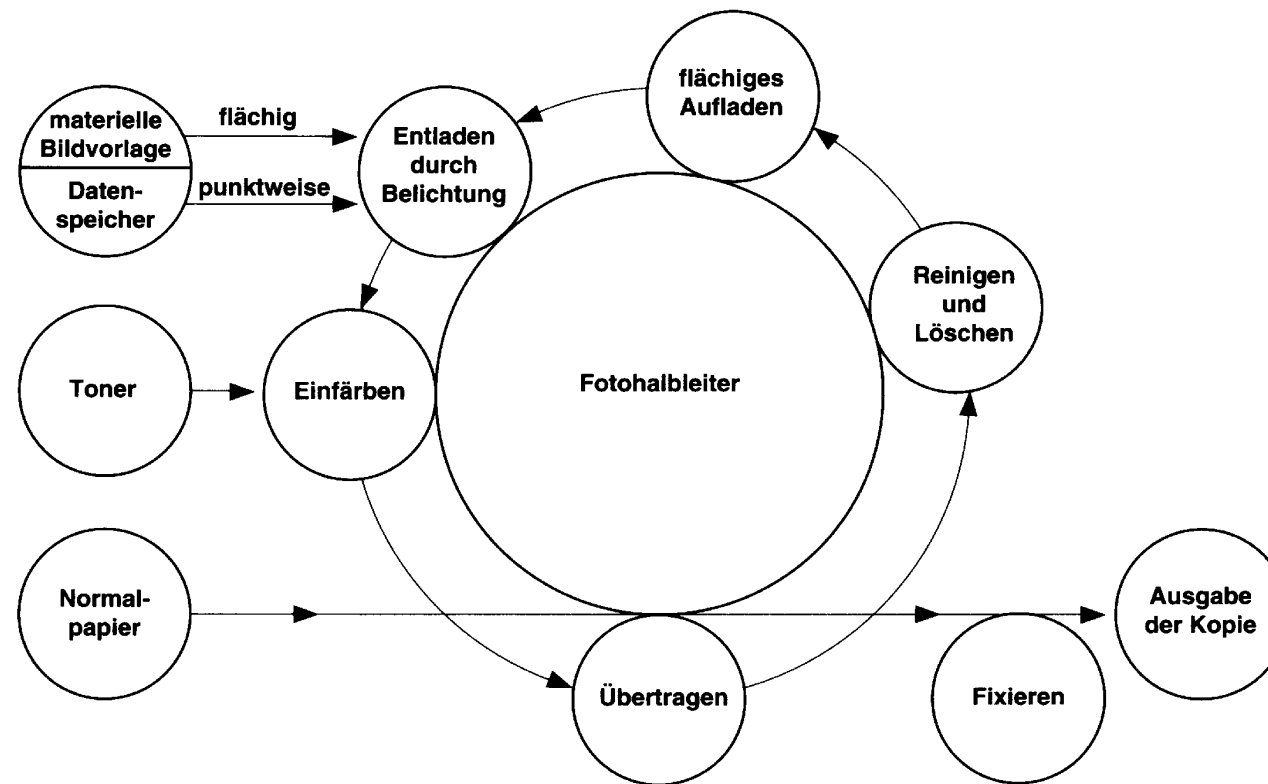 flächiges
Aufladen
materielle
Bildvorlage
flächig
Entladen
durch
Belichtung
Daten-
speicher
punktweise
Reinigen
und
Löschen
Toner
Einfärben
Fotohalbleiter
Normal-
papier
Ausgabe
der Kopie
Übertragen
Fixieren